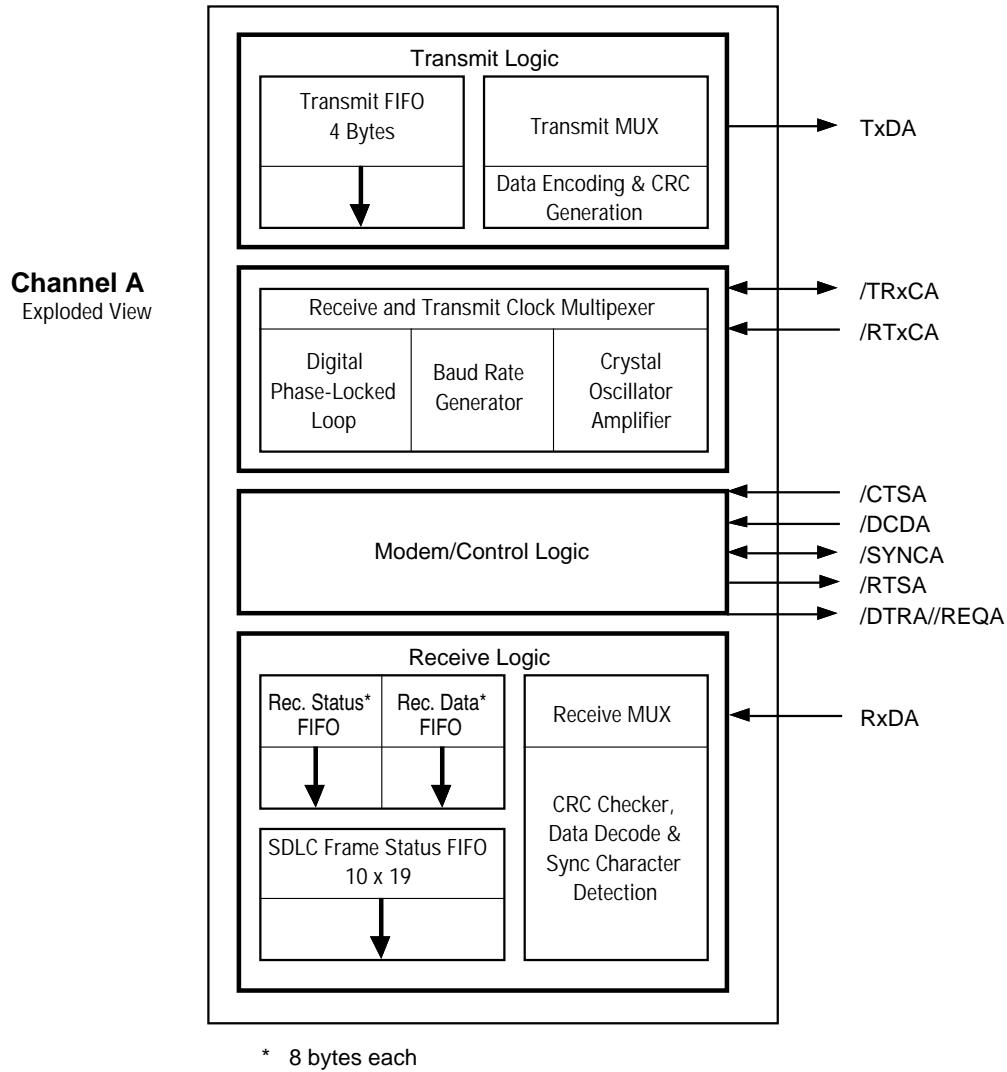 Transmit Logic
Transmit FIFO
4 Bytes
Transmit MUX
Data Encoding & CRC
Generation
TxDA
Channel A
Exploded View
Receive and Transmit Clock Multipexer
Digital
Phase-Locked
Loop
Baud Rate
Generator
Crystal
Oscillator
Amplifier
/TRxCA
/RTxCA
Modem/Control Logic
/CTSA
/DCDA
/SYNCA
/RTSA
/DTRA//REQA
Receive Logic
Rec. Status*
FIFO
Rec. Data*
FIFO
Receive MUX
RxDA
SDLC Frame Status FIFO
10 x 19
CRC Checker,
Data Decode &
Sync Character
Detection
* 8 bytes each